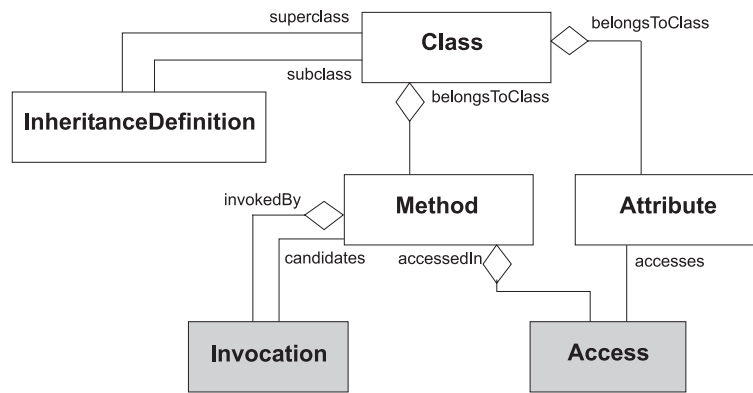 superclass
Class
belongsToClass
subclass
InheritanceDefinition
belongsToClass
invokedBy
Method
Attribute
candidates
accessedIn
accesses
Invocation
Access